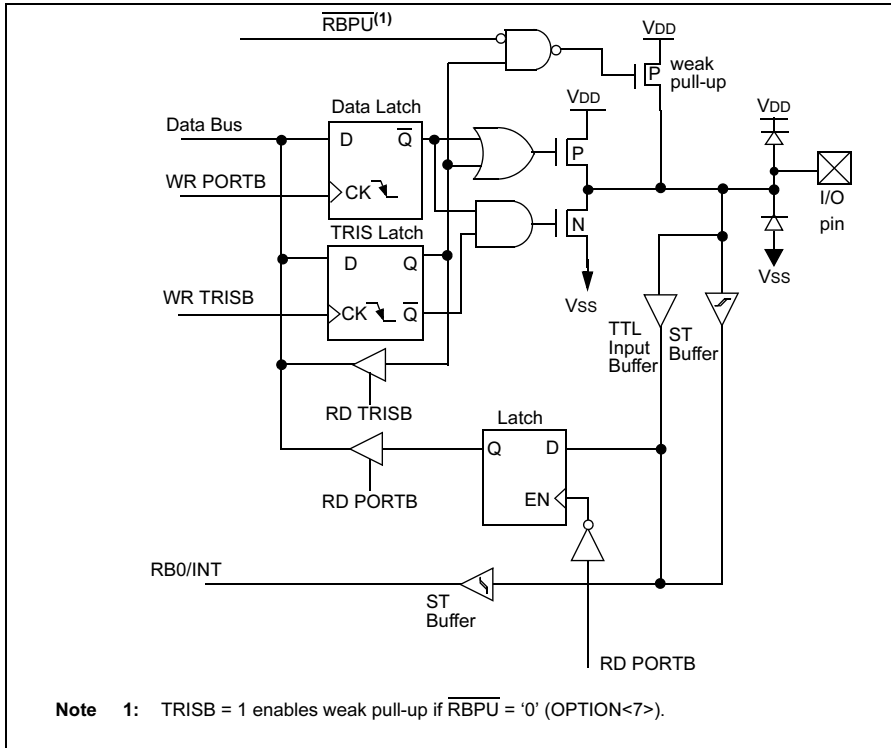 R̅B̅P̅U̅(1)
VDD
weak
pull-up
P
VDD
VDD
Data Latch
Data Bus
D
Q̅
P
WR PORTB
CK
I/O
pin
N
TRIS Latch
D
Q
VSS
WR TRISB
CK
Q̅
VSS
TTL
Input
Buffer
ST
Buffer
RD TRISB
Latch
Q
D
RD PORTB
EN
RB0/INT
ST
Buffer
RD PORTB
Note 1: TRISB = 1 enables weak pull-up if R̅B̅P̅U̅ = ‘0’ (OPTION<7>).